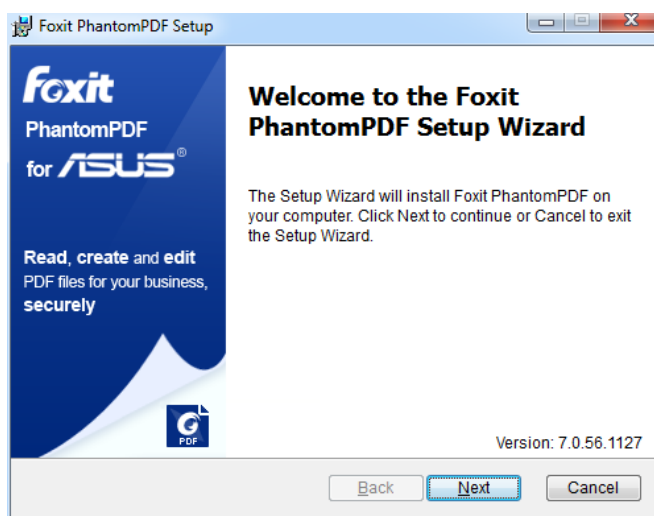 Foxit PhantomPDF Setup
Foxit
PhantomPDF
for ASUS®
Read, create and edit
PDF files for your business,
securely
PDF
Welcome to the Foxit
PhantomPDF Setup Wizard
The Setup Wizard will install Foxit PhantomPDF on
your computer. Click Next to continue or Cancel to exit
the Setup Wizard.
Version: 7.0.56.1127
Back Next Cancel